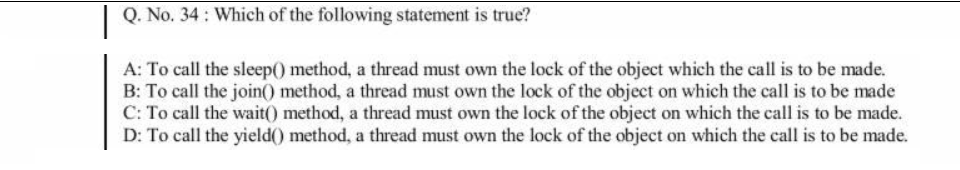 Q. No. 34 : Which of the following statement is true?
A: To call the sleep() method, a thread must own the lock of the object which the call is to be made.
B: To call the join() method, a thread must own the lock of the object on which the call is to be made
C: To call the wait() method, a thread must own the lock of the object on which the call is to be made.
D: To call the yield() method, a thread must own the lock of the object on which the call is to be made.